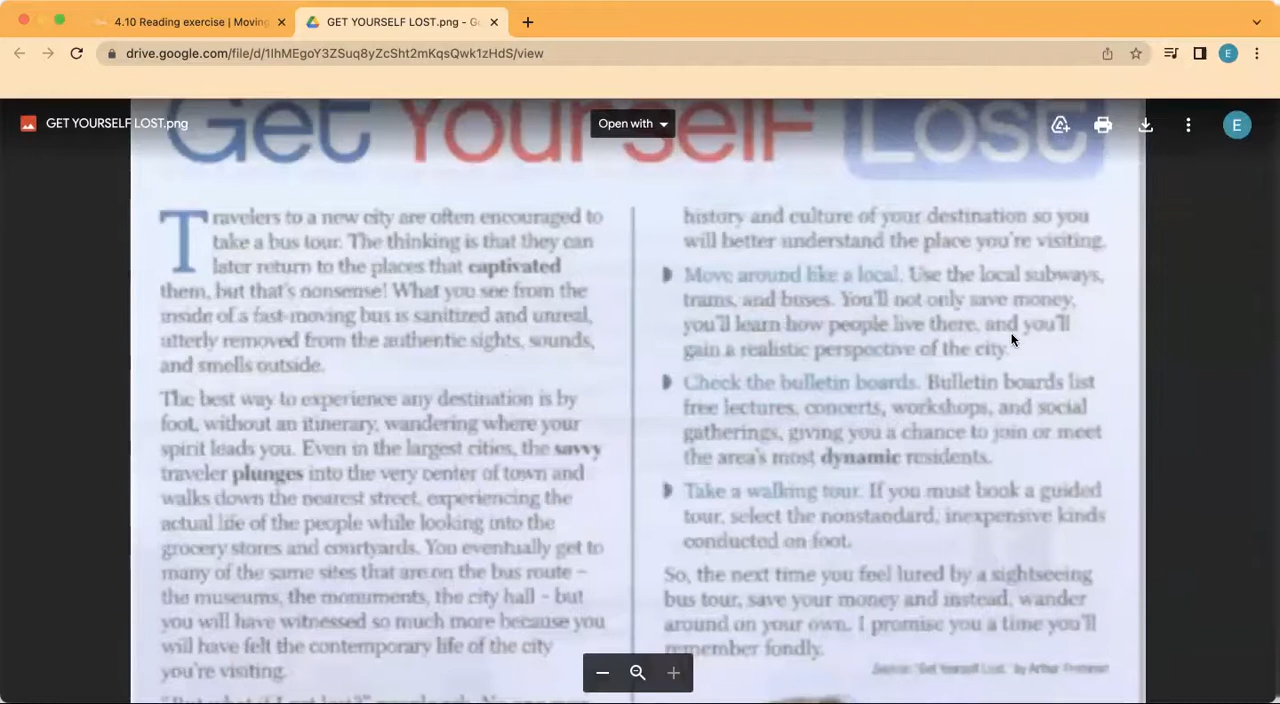 4.10 Reading exercise | Moving
GET YOURSELF LOST.png - Go
drive.google.com/file/d/1IhMEgoY3ZSuq8yZcSht2mKqsQwk1zHdS/view
E
GET YOURSELF LOST.png
Open with
E
Get Yourself Lost
Travelers to a new city are often encouraged to
take a bus tour. The thinking is that they can
later return to the places that captivated
them, but that's nonsense! What you see from the
inside of a fast-moving bus is sanitized and unreal,
utterly removed from the authentic sights, sounds,
and smells outside.
The best way to experience any destination is by
foot, without an itinerary, wandering where your
spirit leads you. Even in the largest cities, the savvy
traveler plunges into the very center of town and
walks down the nearest street, experiencing the
actual life of the people while looking into the
grocery stores and courtyards. You eventually get to
many of the same sites that are on the bus route –
the museums, the monuments, the city hall – but
you will have witnessed so much more because you
will have felt the contemporary life of the city
you're visiting.
history and culture of your destination so you
will better understand the place you're visiting.
Move around like a local. Use the local subways,
trams, and buses. You'll not only save money,
you'll learn how people live there, and you'll
gain a realistic perspective of the city.
Check the bulletin boards. Bulletin boards list
free lectures, concerts, workshops, and social
gatherings, giving you a chance to join or meet
the area's most dynamic residents.
Take a walking tour. If you must book a guided
tour, select the nonstandard, inexpensive kinds
conducted on foot.
So, the next time you feel lured by a sightseeing
bus tour, save your money and instead, wander
around on your own. I promise you a time you'll
remember fondly.
Source: "Get Yourself Lost," by Arthur Frommer